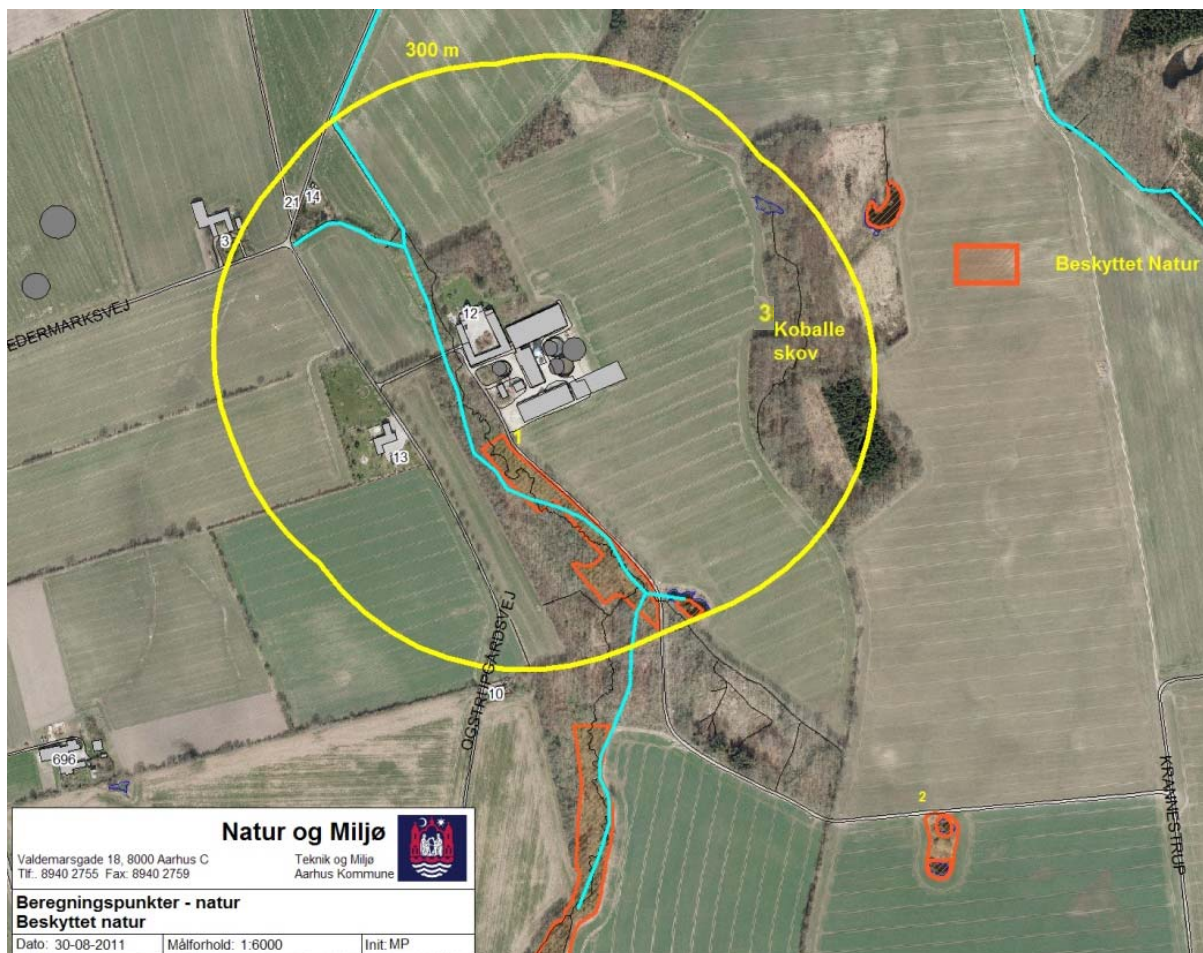 300 m
21
14
3
EDERMARKSVEJ
12
Beskyttet Natur
3
Koballe
skov
1
13
10
OGSTRUPGÅRDSVEJ
696
2
KRANNESTRUP
Natur og Miljø
Valdemarsgade 18, 8000 Aarhus C
Tlf.. 8940 2755 Fax: 8940 2759
Teknik og Miljø
Aarhus Kommune
Beregningspunkter - natur
Beskyttet natur
Dato: 30-08-2011
Målforhold: 1:6000
Init: MP